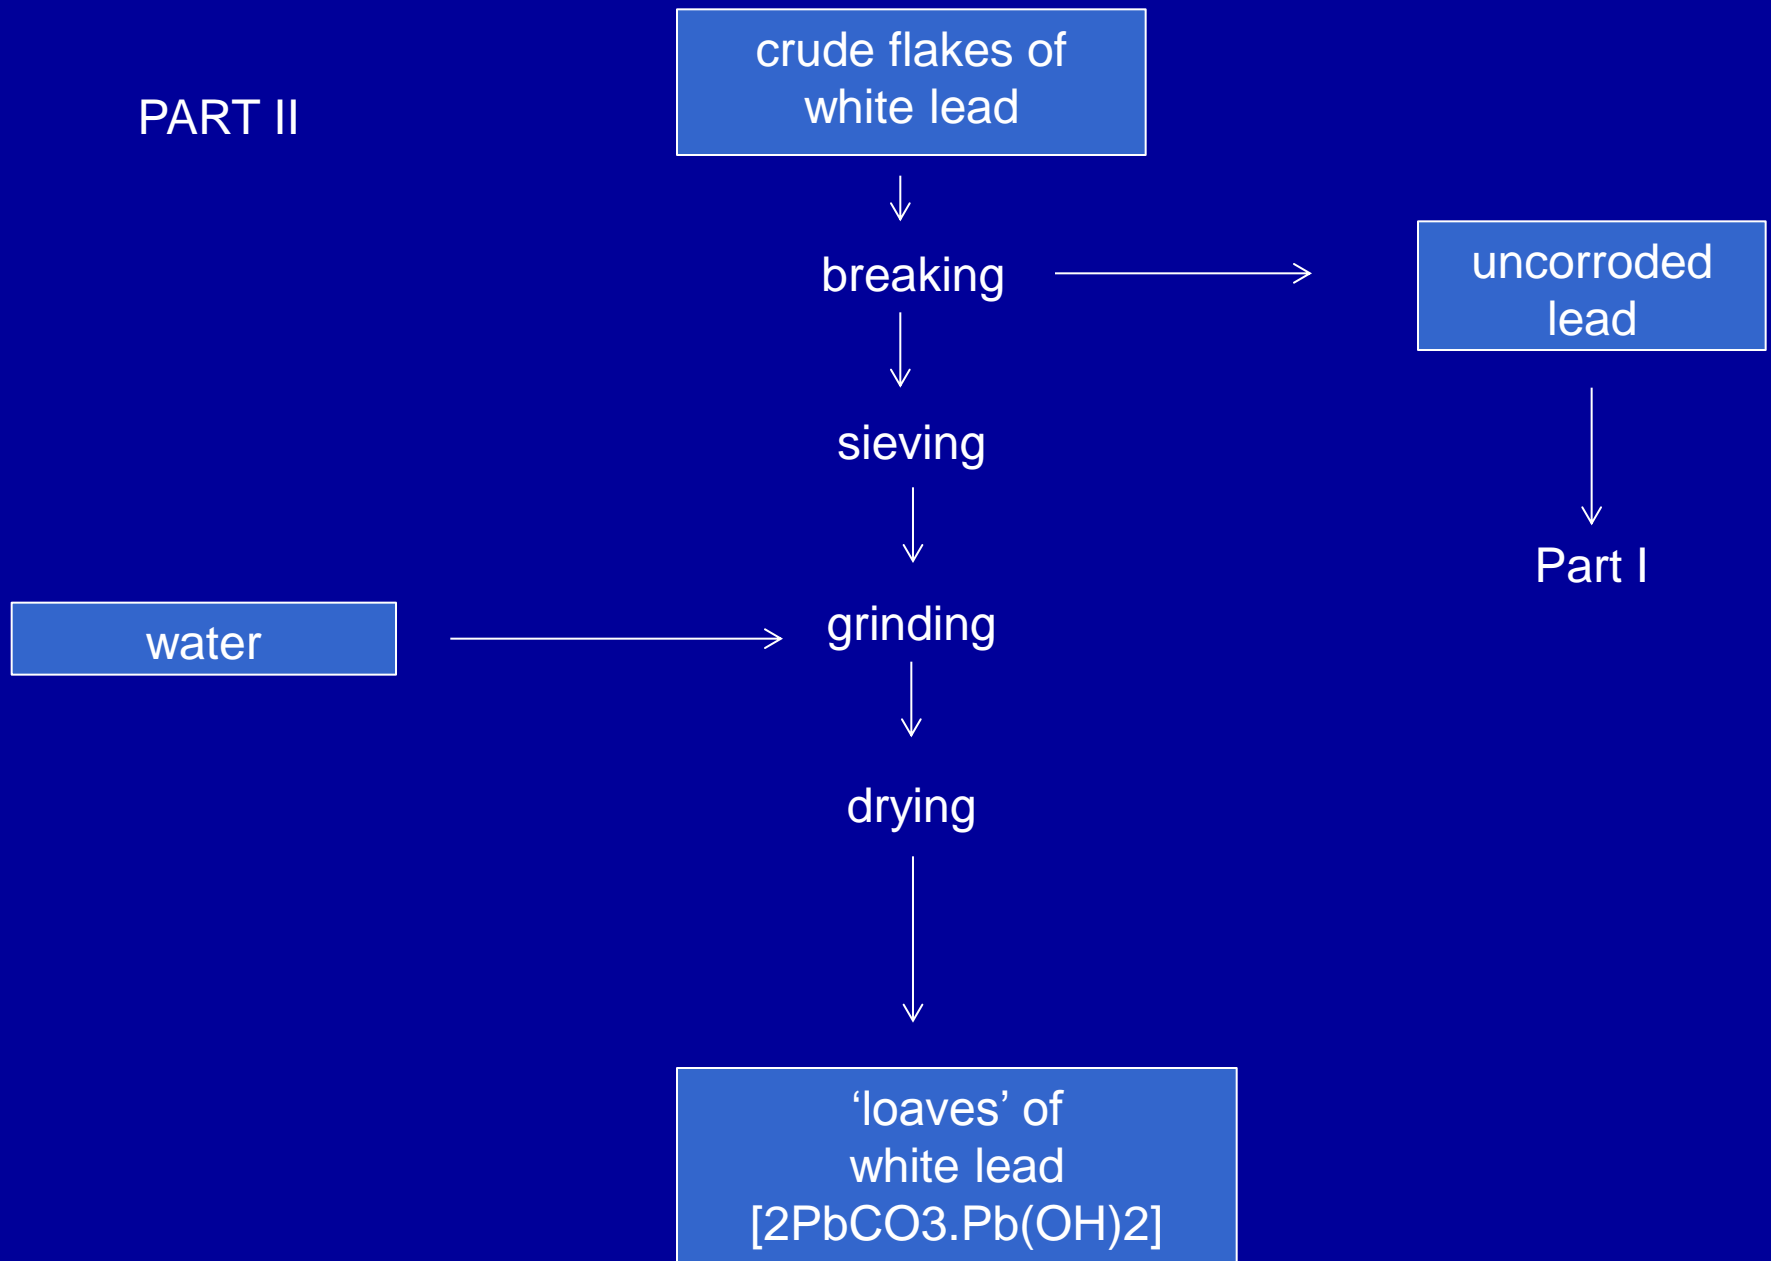 PART II
crude flakes of
white lead
breaking
uncorroded
lead
sieving
Part I
water
grinding
drying
‘loaves’ of
white lead
[2PbCO3.Pb(OH)2]